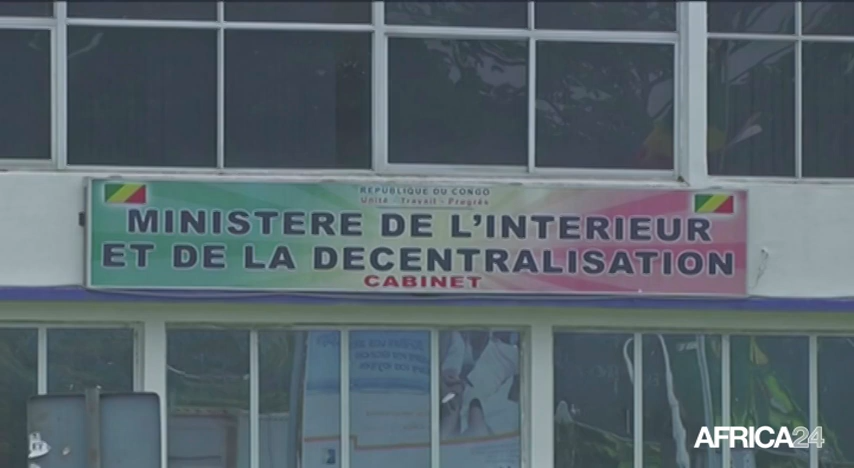 REPUBLIQUE DU CONGO
Unité - Travail - Progrès
MINISTERE DE L'INTERIEUR
ET DE LA DECENTRALISATION
CABINET
AFRICA24